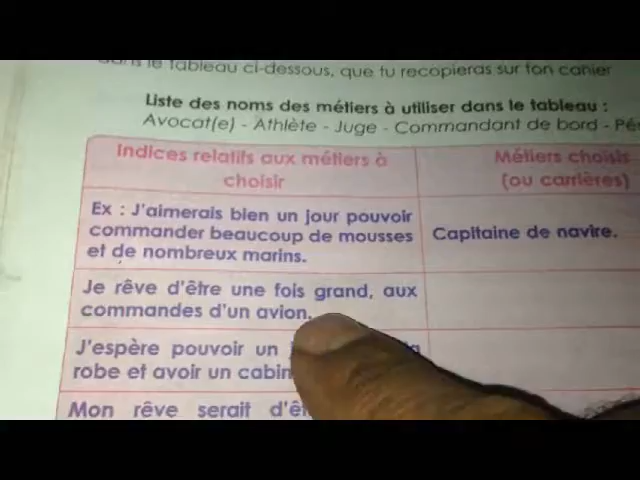 dans le tableau ci-dessous, que tu recopieras sur ton cahier
Liste des noms des métiers à utiliser dans le tableau :
Avocat(e) - Athlète - Juge - Commandant de bord -
Indices relatifs aux métiers à
choisir
Métiers choisis
(ou carrières)
Ex : J'aimerais bien un jour pouvoir
commander beaucoup de mousses
et de nombreux marins.
Capitaine de navire.
Je rêve d'être une fois grand, aux
commandes d'un avion.
J'espère pouvoir un
robe et avoir un
Mon rêve serait